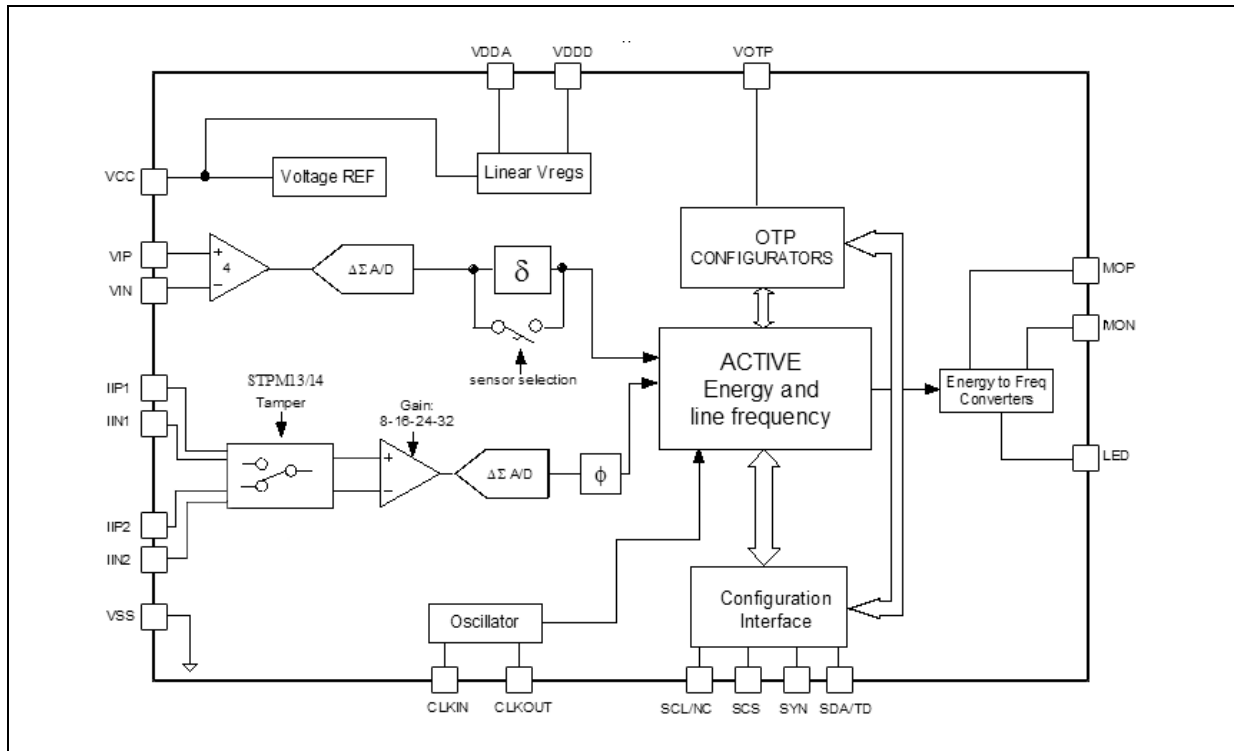 VDDA
VDDD
VOTP
VCC
Voltage REF
Linear Vregs
OTP
CONFIGURATORS
VIP
VIN
+
4
−
ΔΣ A/D
δ
sensor selection
MOP
MON
ACTIVE
Energy and
line frequency
Energy to Freq
Converters
LED
IIP1
IIN1
STPM13/14
Tamper
Gain:
8-16-24-32
+
−
ΔΣ A/D
ϕ
IIP2
IIN2
VSS
Oscillator
Configuration
Interface
CLKIN
CLKOUT
SCL/NC
SCS
SYN
SDA/TD